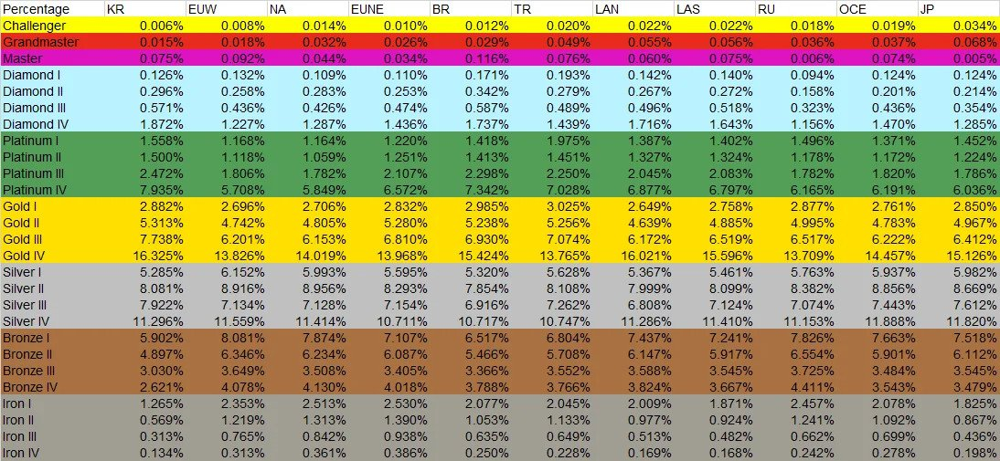 Percentage KR EUW NA EUNE BR TR LAN LAS RU OCE JP
Challenger 0.006% 0.008% 0.014% 0.010% 0.012% 0.020% 0.022% 0.022% 0.018% 0.019% 0.034%
Grandmaster 0.015% 0.018% 0.032% 0.026% 0.029% 0.049% 0.055% 0.056% 0.036% 0.037% 0.068%
Master 0.075% 0.092% 0.044% 0.034% 0.116% 0.076% 0.060% 0.075% 0.006% 0.074% 0.005%
Diamond I 0.126% 0.132% 0.109% 0.110% 0.171% 0.193% 0.142% 0.140% 0.094% 0.124% 0.124%
Diamond II 0.296% 0.258% 0.283% 0.253% 0.342% 0.279% 0.267% 0.272% 0.158% 0.201% 0.214%
Diamond III 0.571% 0.436% 0.426% 0.474% 0.587% 0.489% 0.496% 0.518% 0.323% 0.436% 0.354%
Diamond IV 1.872% 1.227% 1.287% 1.436% 1.737% 1.439% 1.716% 1.643% 1.156% 1.470% 1.285%
Platinum I 1.558% 1.168% 1.164% 1.220% 1.418% 1.975% 1.387% 1.402% 1.496% 1.371% 1.452%
Platinum II 1.500% 1.118% 1.059% 1.251% 1.413% 1.451% 1.327% 1.324% 1.178% 1.172% 1.224%
Platinum III 2.472% 1.806% 1.782% 2.107% 2.298% 2.250% 2.045% 2.083% 1.782% 1.820% 1.786%
Platinum IV 7.935% 5.708% 5.849% 6.572% 7.342% 7.028% 6.877% 6.797% 6.165% 6.191% 6.036%
Gold I 2.882% 2.696% 2.706% 2.832% 2.985% 3.025% 2.649% 2.758% 2.877% 2.761% 2.850%
Gold II 5.313% 4.742% 4.805% 5.280% 5.238% 5.256% 4.639% 4.885% 4.995% 4.783% 4.967%
Gold III 7.738% 6.201% 6.153% 6.810% 6.930% 7.074% 6.172% 6.519% 6.517% 6.222% 6.412%
Gold IV 16.325% 13.826% 14.019% 13.968% 15.424% 13.765% 16.021% 15.596% 13.709% 14.457% 15.126%
Silver I 5.285% 6.152% 5.993% 5.595% 5.320% 5.628% 5.367% 5.461% 5.763% 5.937% 5.982%
Silver II 8.081% 8.916% 8.956% 8.293% 7.854% 8.108% 7.999% 8.099% 8.382% 8.856% 8.669%
Silver III 7.922% 7.134% 7.128% 7.154% 6.916% 7.262% 6.808% 7.124% 7.074% 7.443% 7.612%
Silver IV 11.296% 11.559% 11.414% 10.711% 10.717% 10.747% 11.286% 11.410% 11.153% 11.888% 11.820%
Bronze I 5.902% 8.081% 7.874% 7.107% 6.517% 6.804% 7.437% 7.241% 7.826% 7.663% 7.518%
Bronze II 4.897% 6.346% 6.234% 6.087% 5.466% 5.708% 6.147% 5.917% 6.554% 5.901% 6.112%
Bronze III 3.030% 3.649% 3.508% 3.405% 3.366% 3.552% 3.588% 3.545% 3.725% 3.484% 3.545%
Bronze IV 2.621% 4.078% 4.130% 4.018% 3.788% 3.766% 3.824% 3.667% 4.411% 3.543% 3.479%
Iron I 1.265% 2.353% 2.513% 2.530% 2.077% 2.045% 2.009% 1.871% 2.457% 2.078% 1.825%
Iron II 0.569% 1.219% 1.313% 1.390% 1.053% 1.133% 0.977% 0.924% 1.241% 1.092% 0.867%
Iron III 0.313% 0.765% 0.842% 0.938% 0.635% 0.649% 0.513% 0.482% 0.662% 0.699% 0.436%
Iron IV 0.134% 0.313% 0.361% 0.386% 0.250% 0.228% 0.169% 0.168% 0.242% 0.278% 0.198%